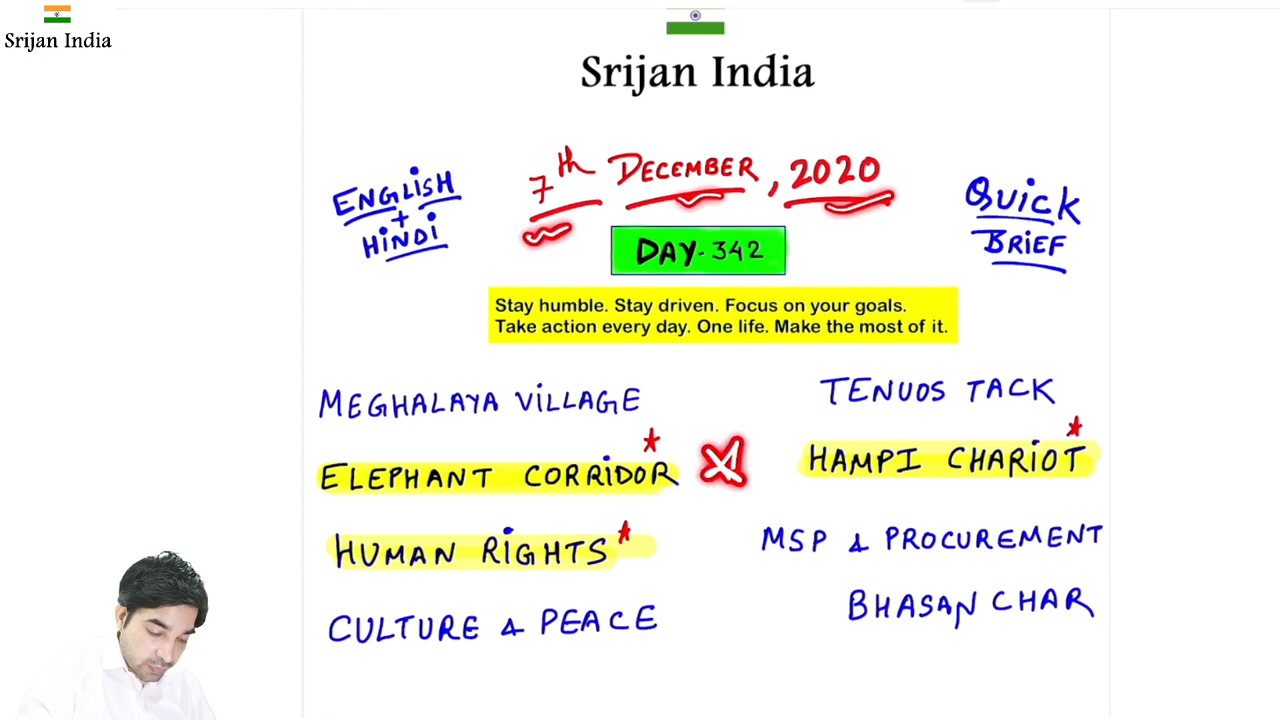 Srijan India
Srijan India
ENGLISH
+
HINDI
7th DECEMBER, 2020
QUICK
BRIEF
DAY-342
Stay humble. Stay driven. Focus on your goals.
Take action every day. One life. Make the most of it.
MEGHALAYA VILLAGE
TENUOS TACK
ELEPHANT CORRIDOR
HAMPI CHARIOT
HUMAN RIGHTS
MSP & PROCUREMENT
CULTURE & PEACE
BHASAN CHAR